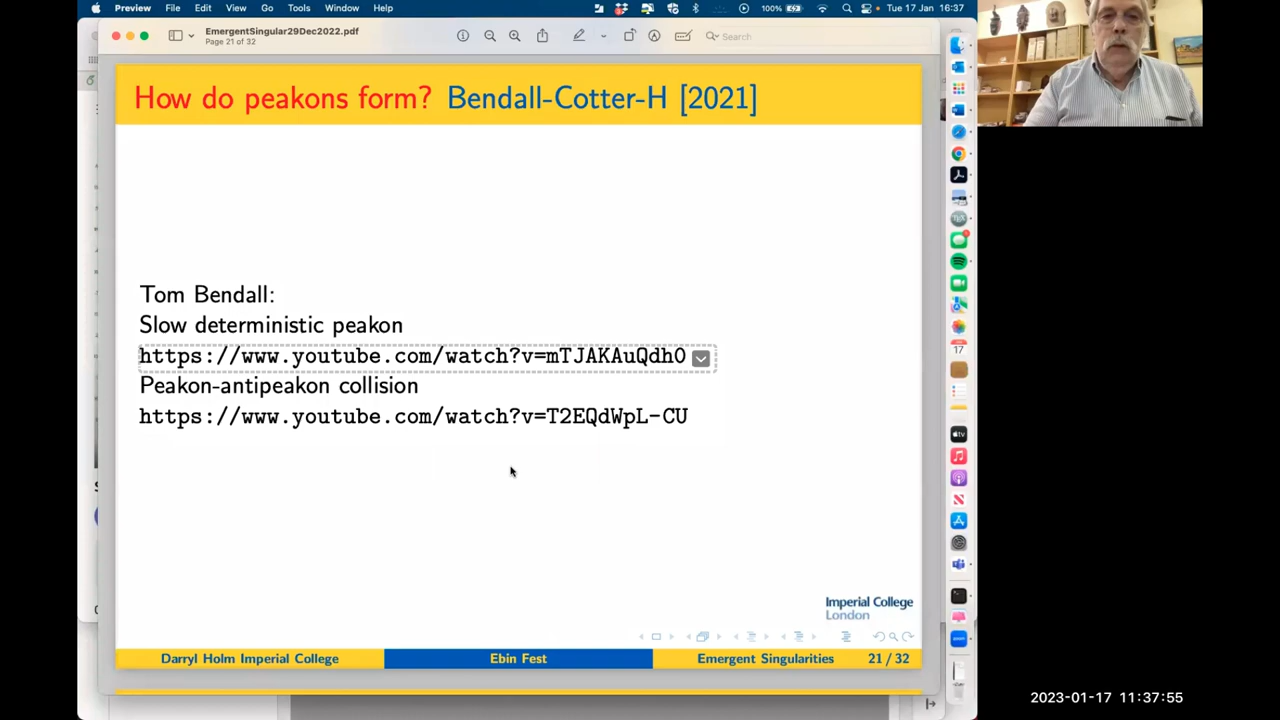 Preview File Edit View Go Tools Window Help 100% Tue 17 Jan 16:37
EmergentSingular29Dec2022.pdf
Page 21 of 32
Search
How do peakons form? Bendall-Cotter-H [2021]
Tom Bendall:
Slow deterministic peakon
https://www.youtube.com/watch?v=mTJAKAuQdh0
Peakon-antipeakon collision
https://www.youtube.com/watch?v=T2EQdWpL-CU
Imperial College
London
Darryl Holm Imperial College Ebin Fest Emergent Singularities 21 / 32
2023-01-17 11:37:55